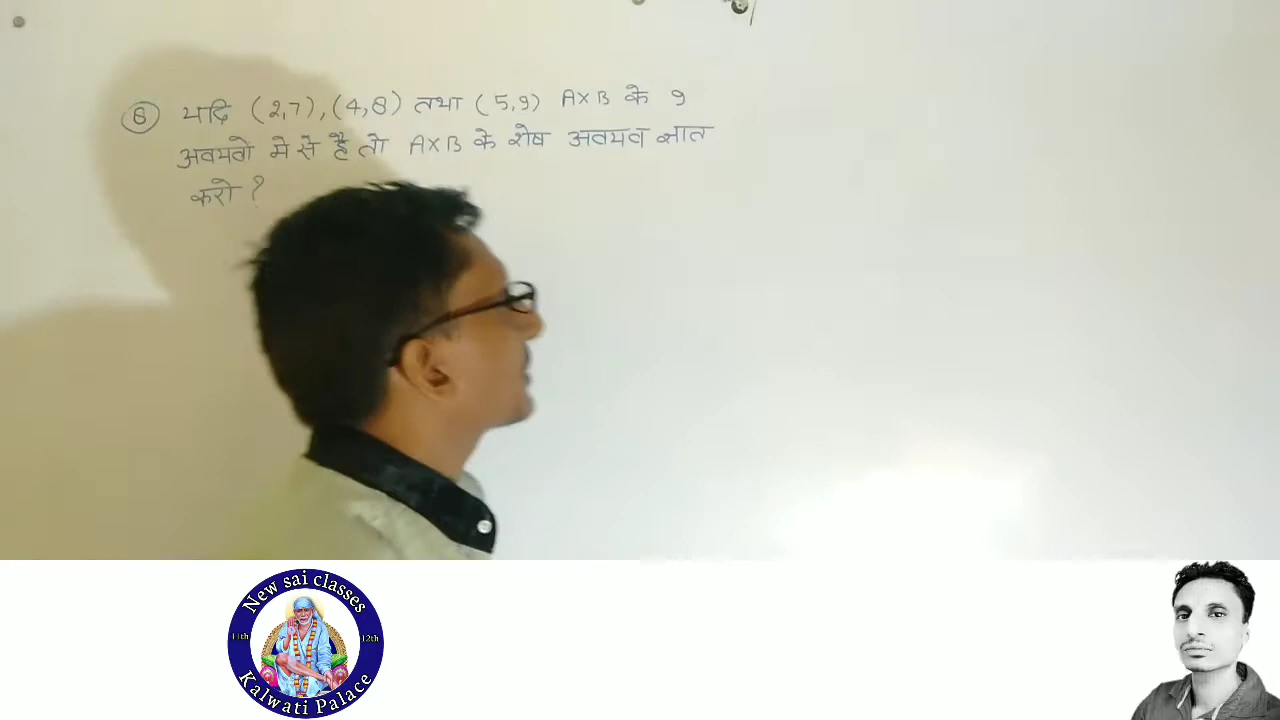 ⑧ यदि (2,7), (4,8) तथा (5,9) A×B के 9
अवयवो मे से है तो A×B के शेष अवयव ज्ञात
करो ?
New sai classes
11th 12th
Kalwati Palace